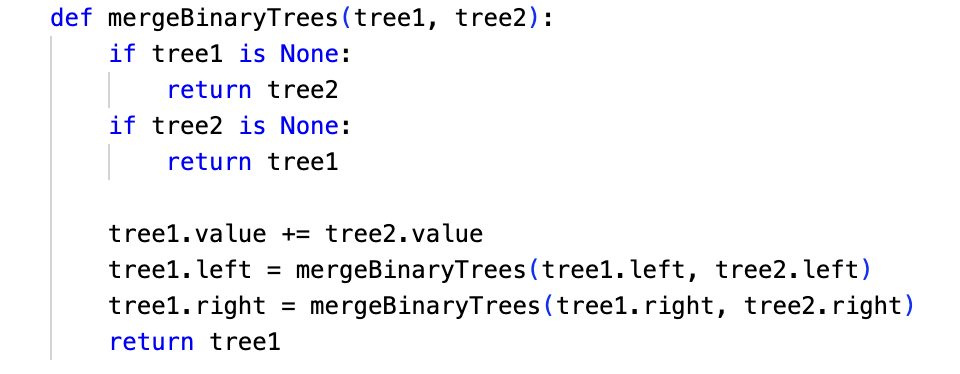 def mergeBinaryTrees(tree1, tree2):
    if tree1 is None:
        return tree2
    if tree2 is None:
        return tree1

    tree1.value += tree2.value
    tree1.left = mergeBinaryTrees(tree1.left, tree2.left)
    tree1.right = mergeBinaryTrees(tree1.right, tree2.right)
    return tree1